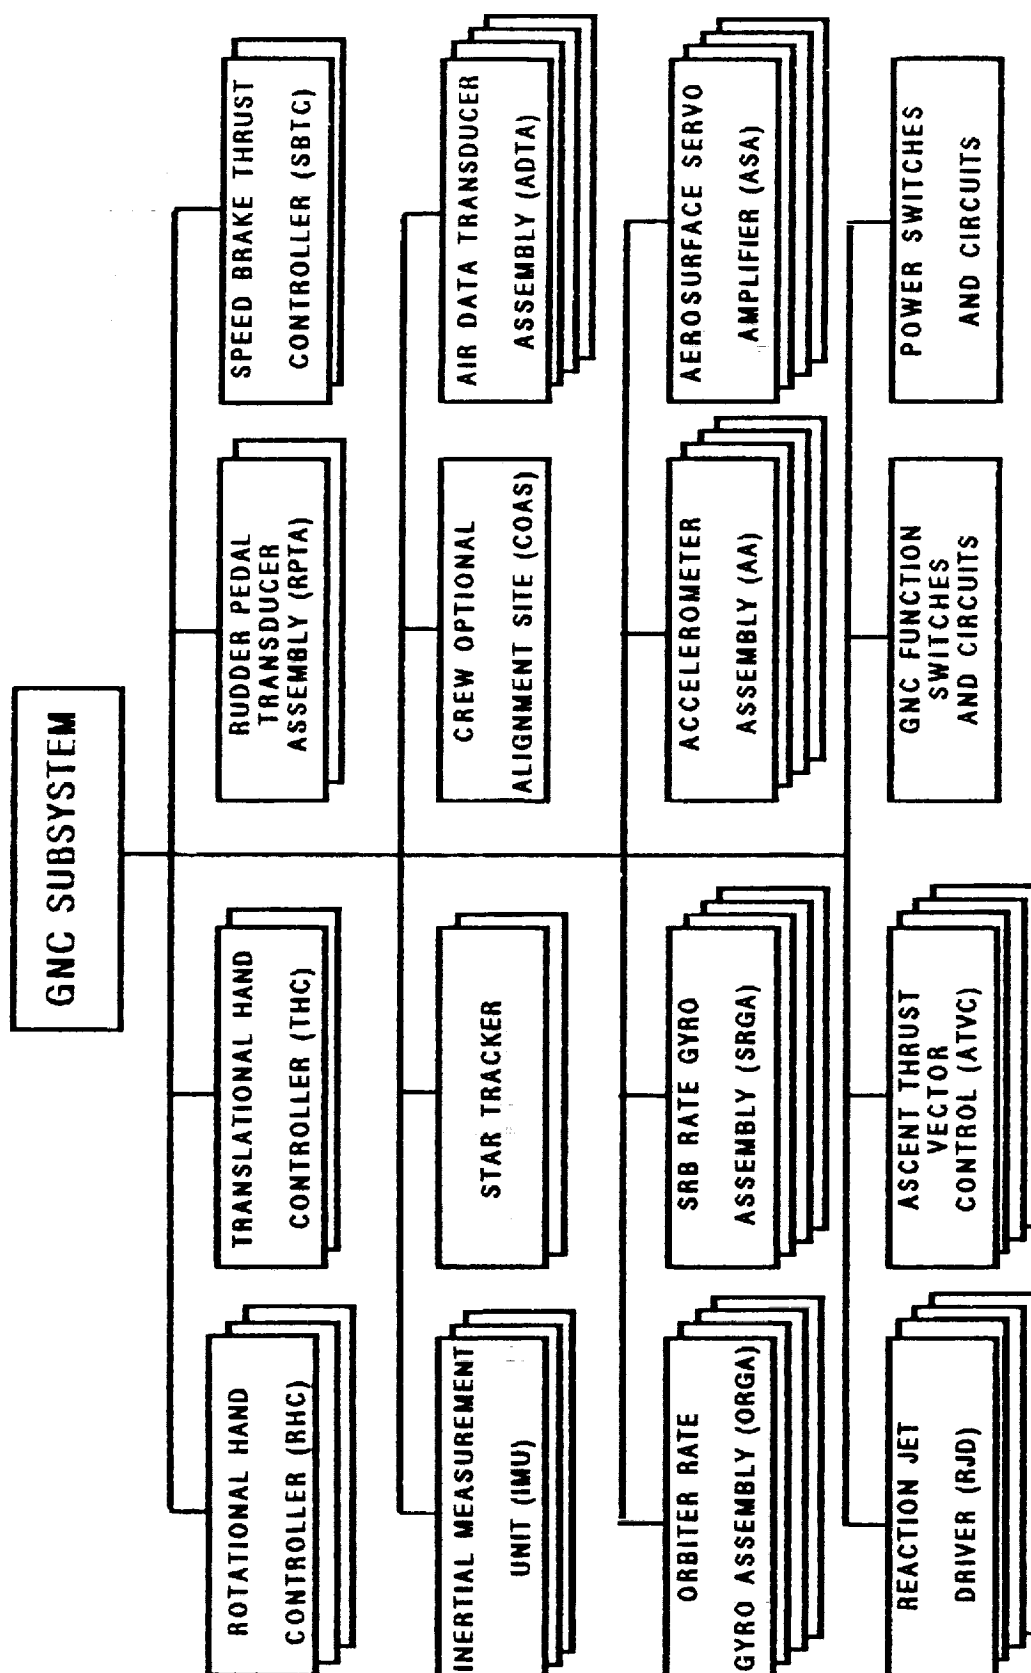 GNC SUBSYSTEM
ROTATIONAL HAND
CONTROLLER (RHC)
TRANSLATIONAL HAND
CONTROLLER (THC)
RUDDER PEDAL
TRANSDUCER
ASSEMBLY (RPTA)
SPEED BRAKE THRUST
CONTROLLER (SBTC)
INERTIAL MEASUREMENT
UNIT (IMU)
STAR TRACKER
CREW OPTIONAL
ALIGNMENT SITE (COAS)
AIR DATA TRANSDUCER
ASSEMBLY (ADTA)
ORBITER RATE
GYRO ASSEMBLY (ORGA)
SRB RATE GYRO
ASSEMBLY (SRGA)
ACCELEROMETER
ASSEMBLY (AA)
AEROSURFACE SERVO
AMPLIFIER (ASA)
REACTION JET
DRIVER (RJD)
ASCENT THRUST
VECTOR
CONTROL (ATVC)
GNC FUNCTION
SWITCHES
AND CIRCUITS
POWER SWITCHES
AND CIRCUITS